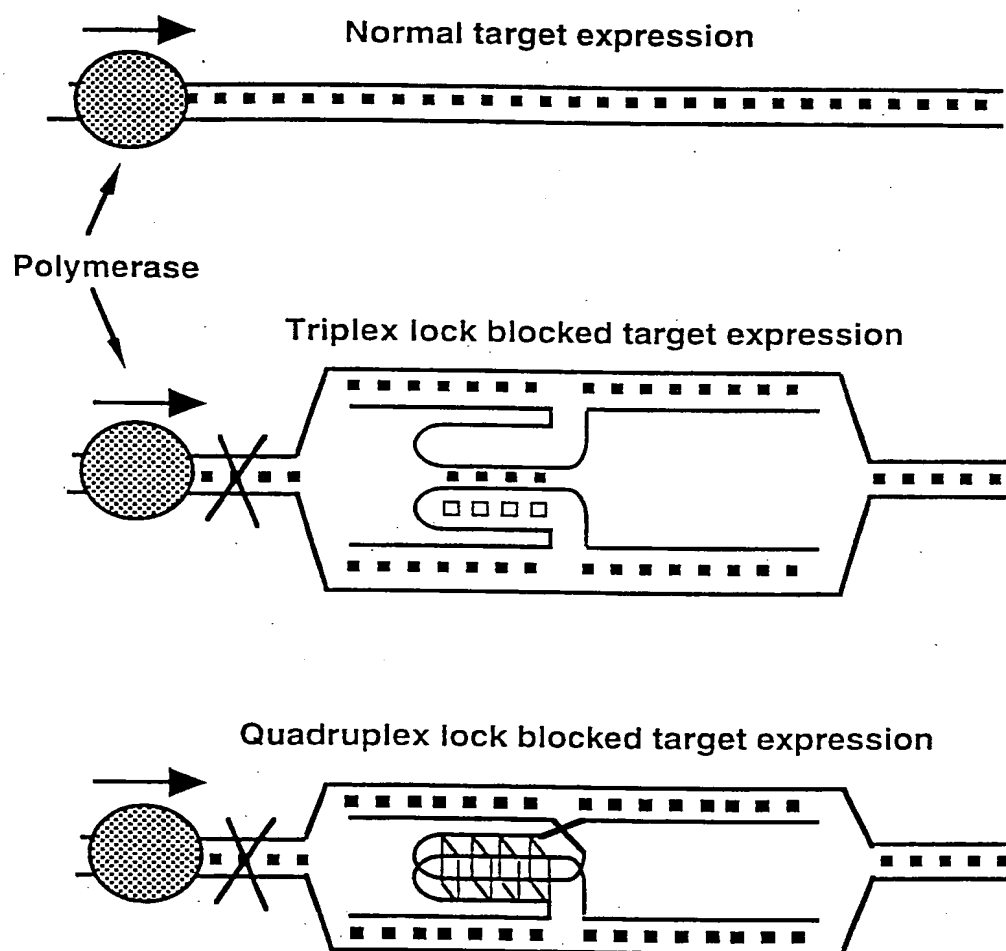 Normal target expression
Polymerase
Triplex lock blocked target expression
Quadruplex lock blocked target expression